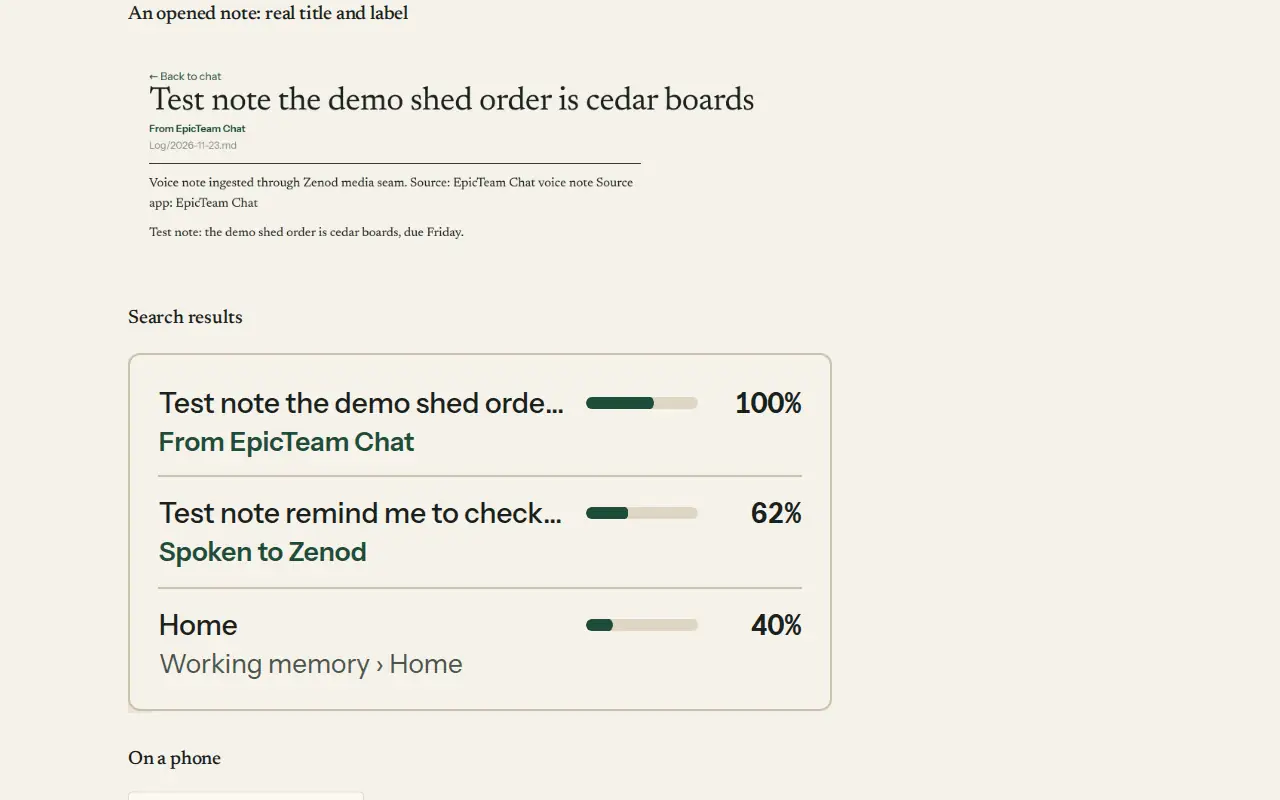 An opened note: real title and label
← Back to chat
Test note the demo shed order is cedar boards
From EpicTeam Chat
Log/2026-11-23.md
Voice note ingested through Zenod media seam. Source: EpicTeam Chat voice note Source
app: EpicTeam Chat
Test note: the demo shed order is cedar boards, due Friday.
Search results
Test note the demo shed orde... 100%
From EpicTeam Chat
Test note remind me to check... 62%
Spoken to Zenod
Home 40%
Working memory › Home
On a phone